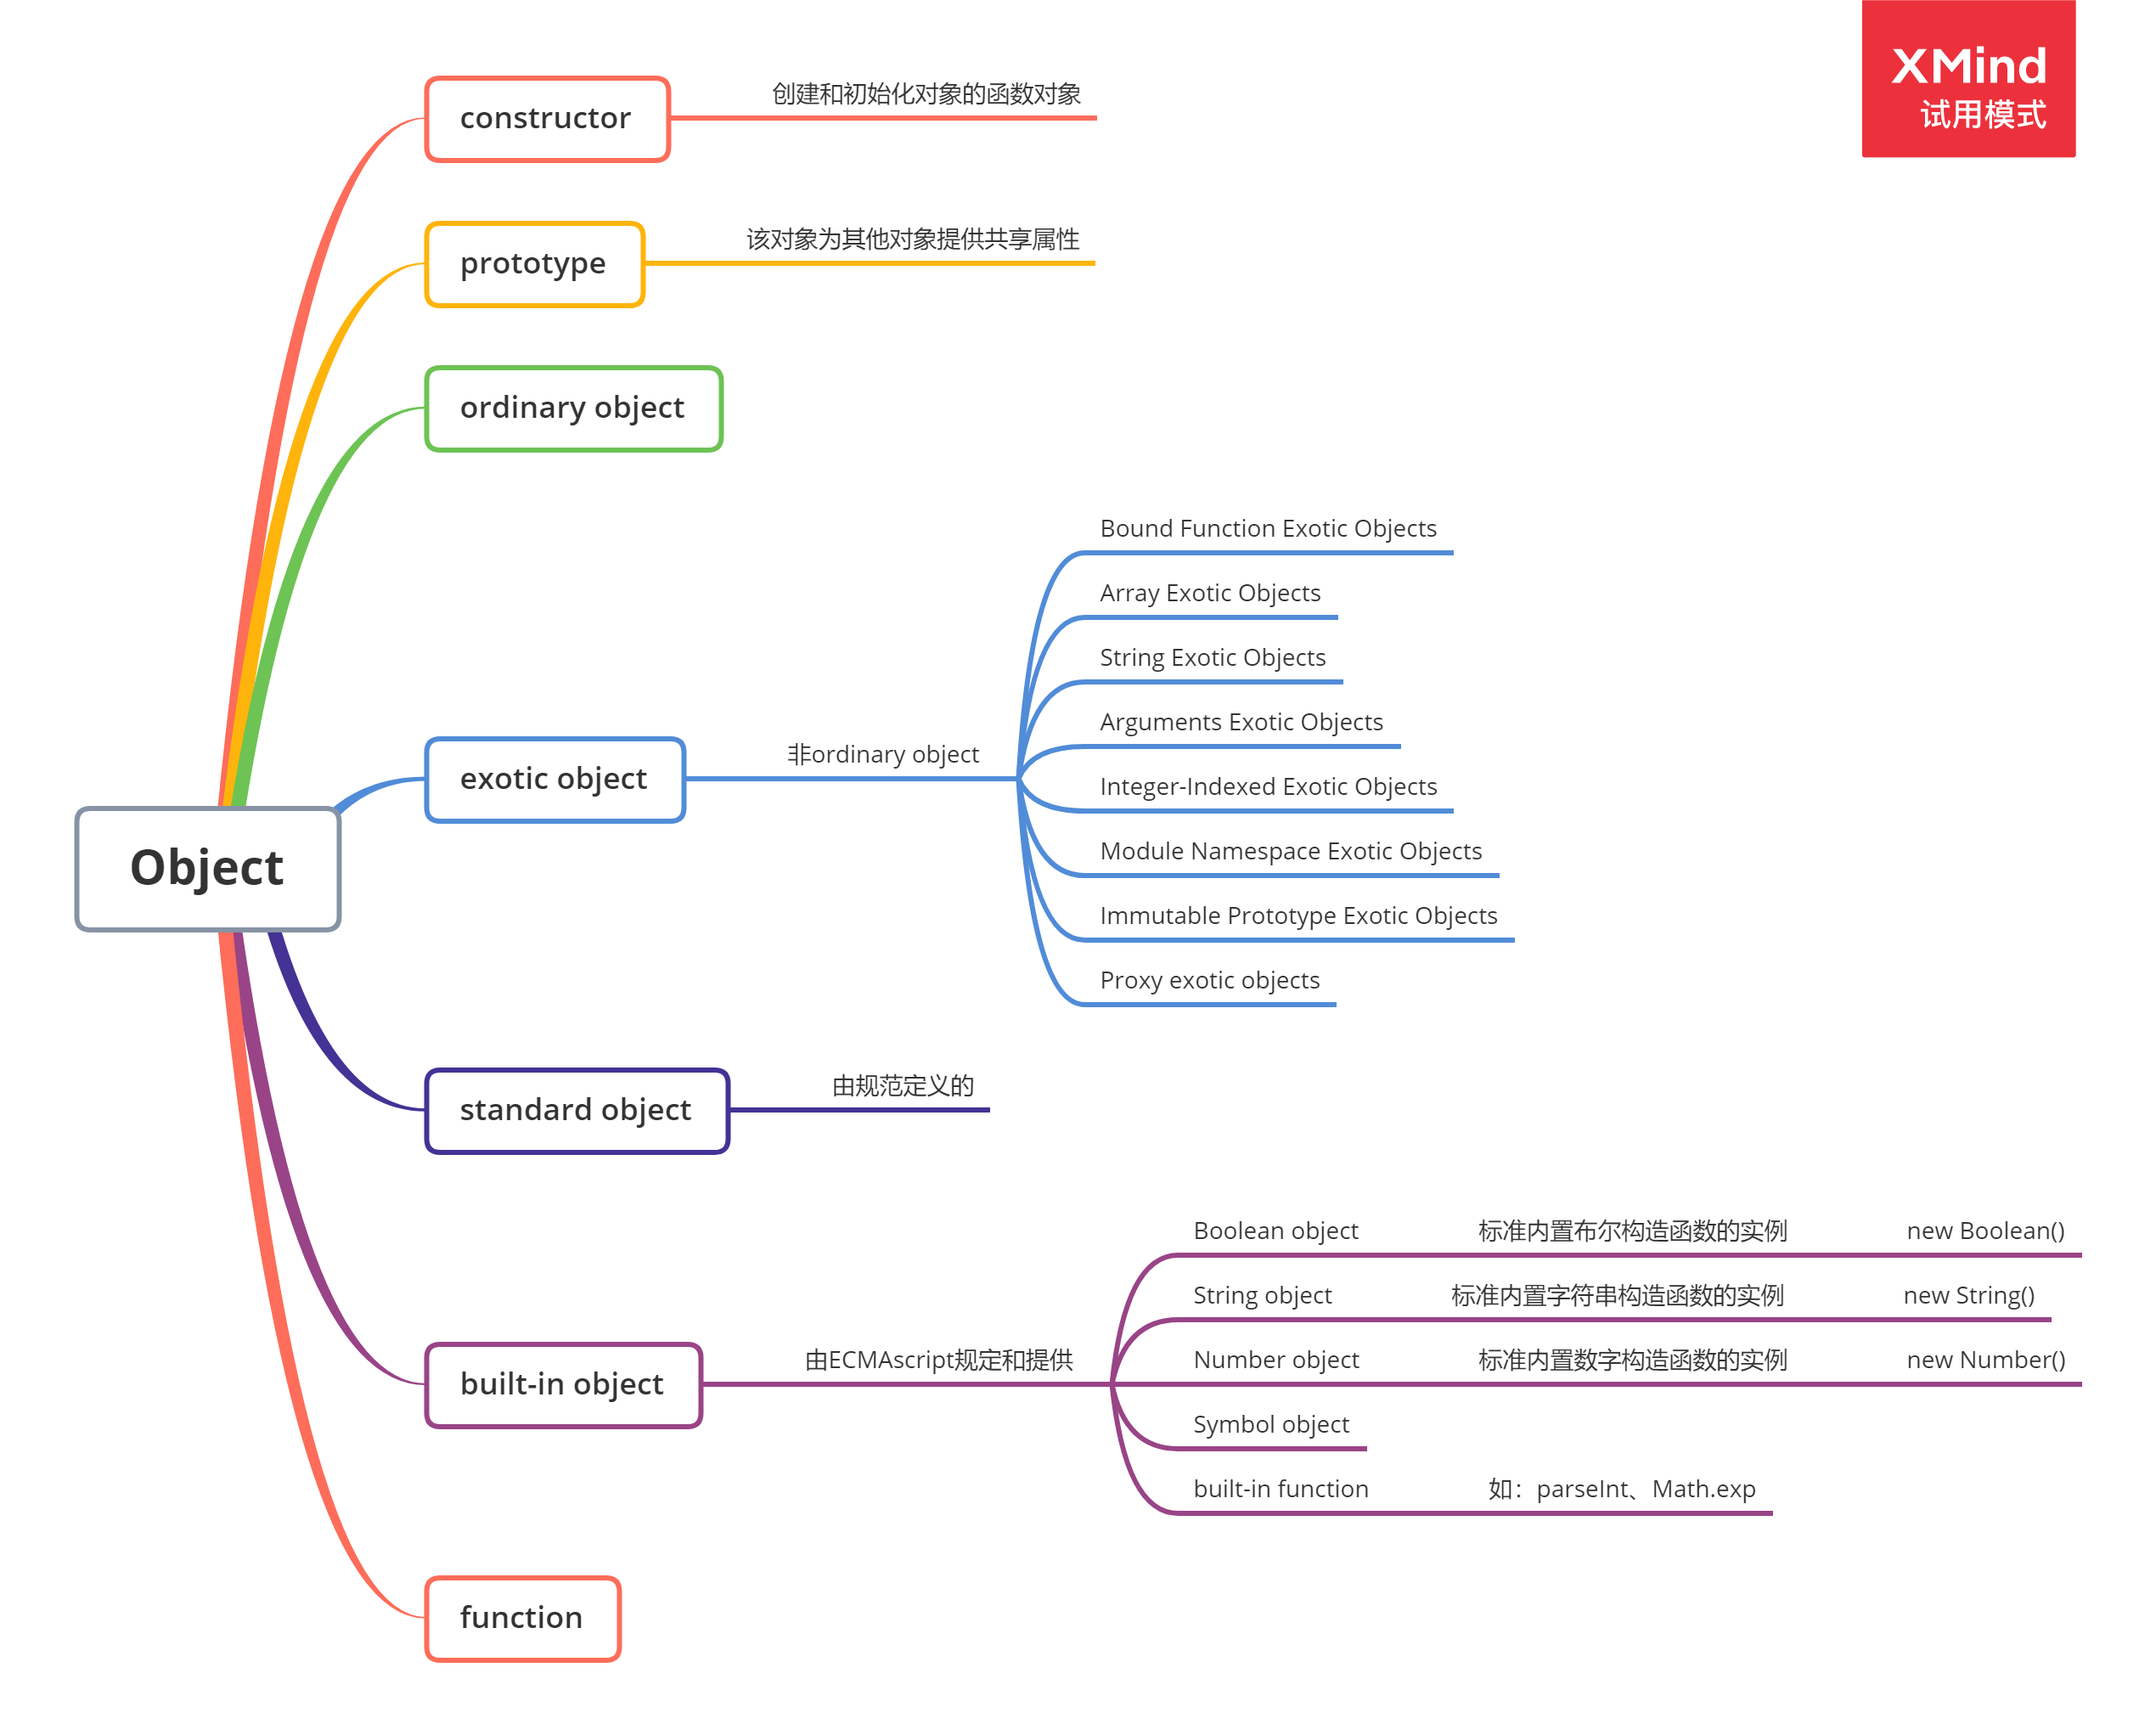 XMind
试用模式
constructor
创建和初始化对象的函数对象
prototype
该对象为其他对象提供共享属性
ordinary object
Object
exotic object
非ordinary object
Bound Function Exotic Objects
Array Exotic Objects
String Exotic Objects
Arguments Exotic Objects
Integer-Indexed Exotic Objects
Module Namespace Exotic Objects
Immutable Prototype Exotic Objects
Proxy exotic objects
standard object
由规范定义的
built-in object
由ECMAscript规定和提供
Boolean object 标准内置布尔构造函数的实例 new Boolean()
String object 标准内置字符串构造函数的实例 new String()
Number object 标准内置数字构造函数的实例 new Number()
Symbol object
built-in function 如：parseInt、Math.exp
function